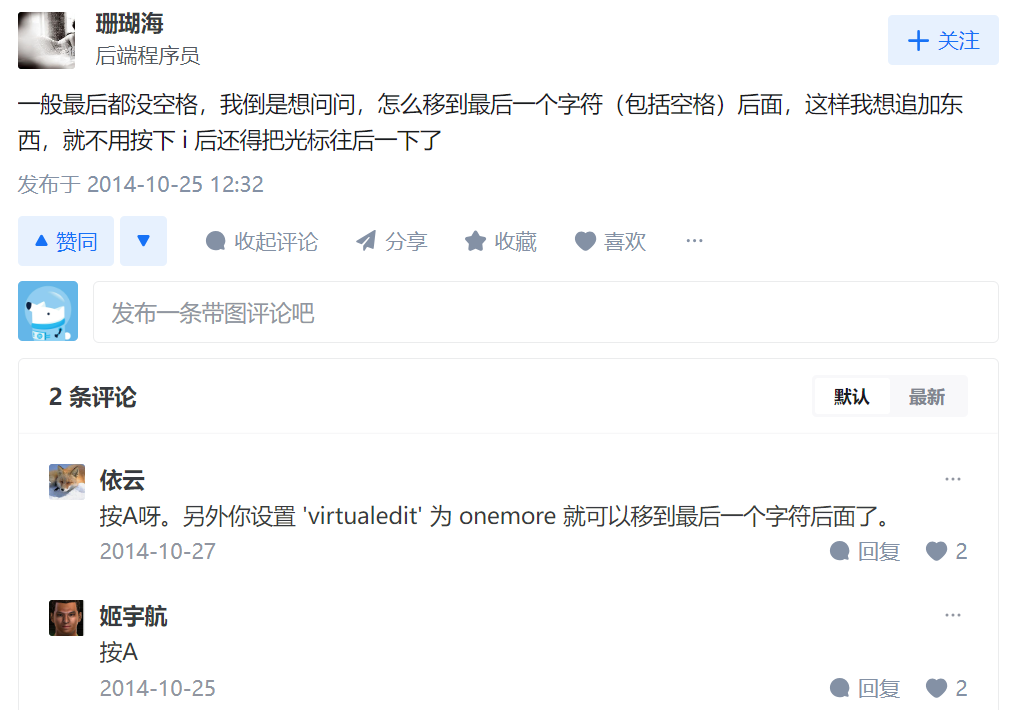 珊瑚海
后端程序员
关注
一般最后都没空格，我倒是想问问，怎么移到最后一个字符（包括空格）后面，这样我想追加东
西，就不用按下 i 后还得把光标往后一下了
发布于 2014-10-25 12:32
赞同
收起评论
分享
收藏
喜欢
发布一条带图评论吧
2 条评论
默认
最新
依云
按A呀。另外你设置 'virtualedit' 为 onemore 就可以移到最后一个字符后面了。
2014-10-27
回复
2
姬宇航
按A
2014-10-25
回复
2